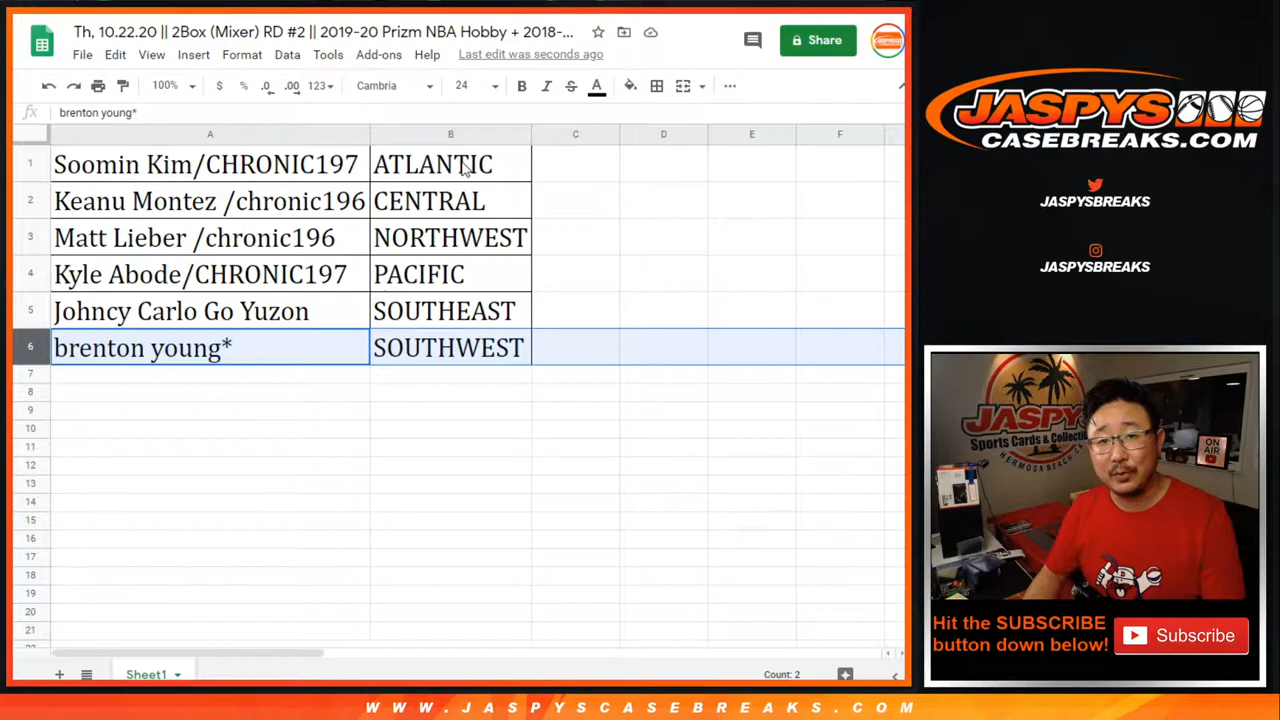 Th, 10.22.20 || 2Box (Mixer) RD #2 || 2019-20 Prizm NBA Hobby + 2018-...
File Edit View Insert Format Data Tools Add-ons Help Last edit was seconds ago
Share
100% $ % .0 .00 123 Cambria 24 B I S A
fx brenton young*
A B C D E F
1 Soomin Kim/CHRONIC197 ATLANTIC
2 Keanu Montez /chronic196 CENTRAL
3 Matt Lieber /chronic196 NORTHWEST
4 Kyle Abode/CHRONIC197 PACIFIC
5 Johncy Carlo Go Yuzon SOUTHEAST
6 brenton young* SOUTHWEST
7
8
9
10
11
12
13
14
15
16
17
18
19
20
21
Sheet1 Count: 2
JASPYS
CASEBREAKS.COM
JASPYSBREAKS
JASPYSBREAKS
JASPYS
Sports Cards & Collectib
HERMOSA BEACH,
ON
AIR
Hit the SUBSCRIBE
button down below!
Subscribe
WWW.JASPYSCASEBREAKS.COM